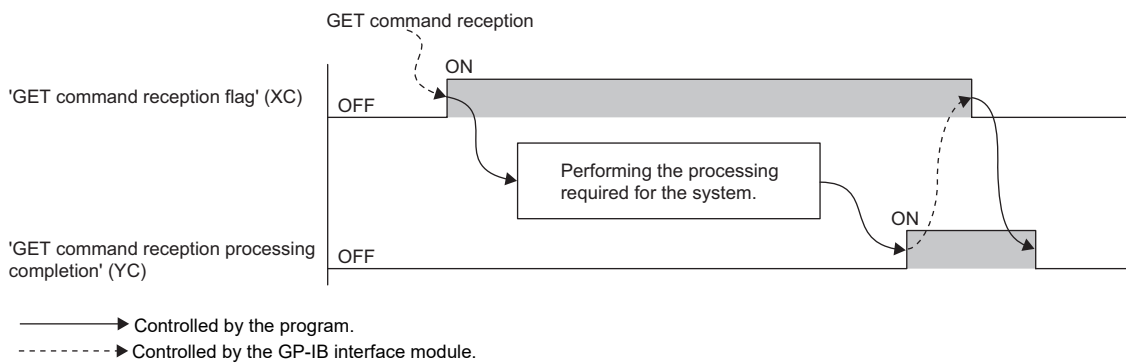 GET command reception
ON
'GET command reception flag' (XC)
OFF
Performing the processing
required for the system.
ON
'GET command reception processing
completion' (YC)
OFF
Controlled by the program.
Controlled by the GP-IB interface module.